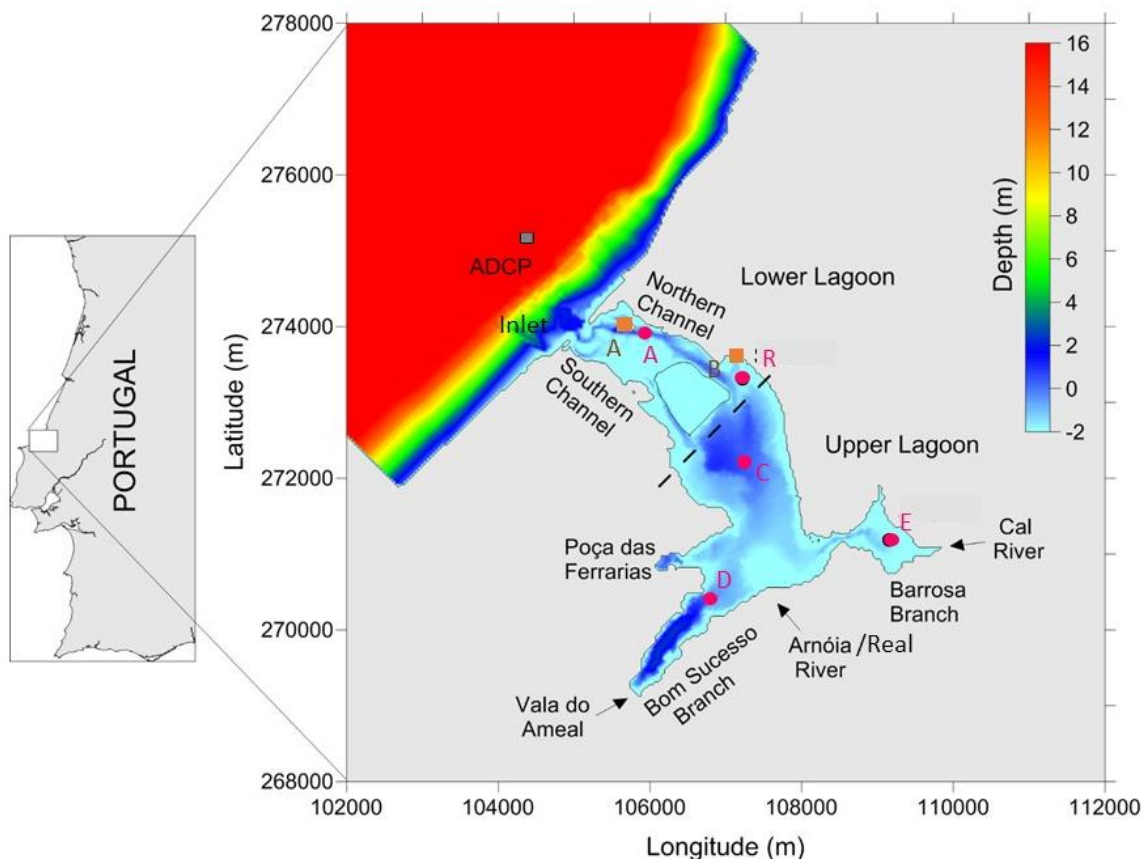 PORTUGAL
Latitude (m)
278000
276000
274000
272000
270000
268000
102000
104000
106000
108000
110000
112000
Longitude (m)
ADCP
Inlet
Northern
Channel
Lower Lagoon
A
A
B
R
Southern
Channel
Upper Lagoon
C
E
Cal
River
Poça das
Ferrarias
D
Barrosa
Branch
Arnóia /Real
River
Bom Sucesso
Branch
Vala do
Ameal
Depth (m)
16
14
12
10
8
6
4
2
0
-2